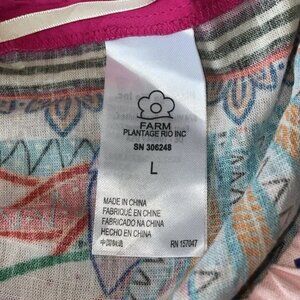 FARM
PLANTAGE RIO INC
SN 306248
L
MADE IN CHINA
FABRIQUÉ EN CHINE
FABRICADO NA CHINA
HECHO EN CHINA
中国制造
RN 157047